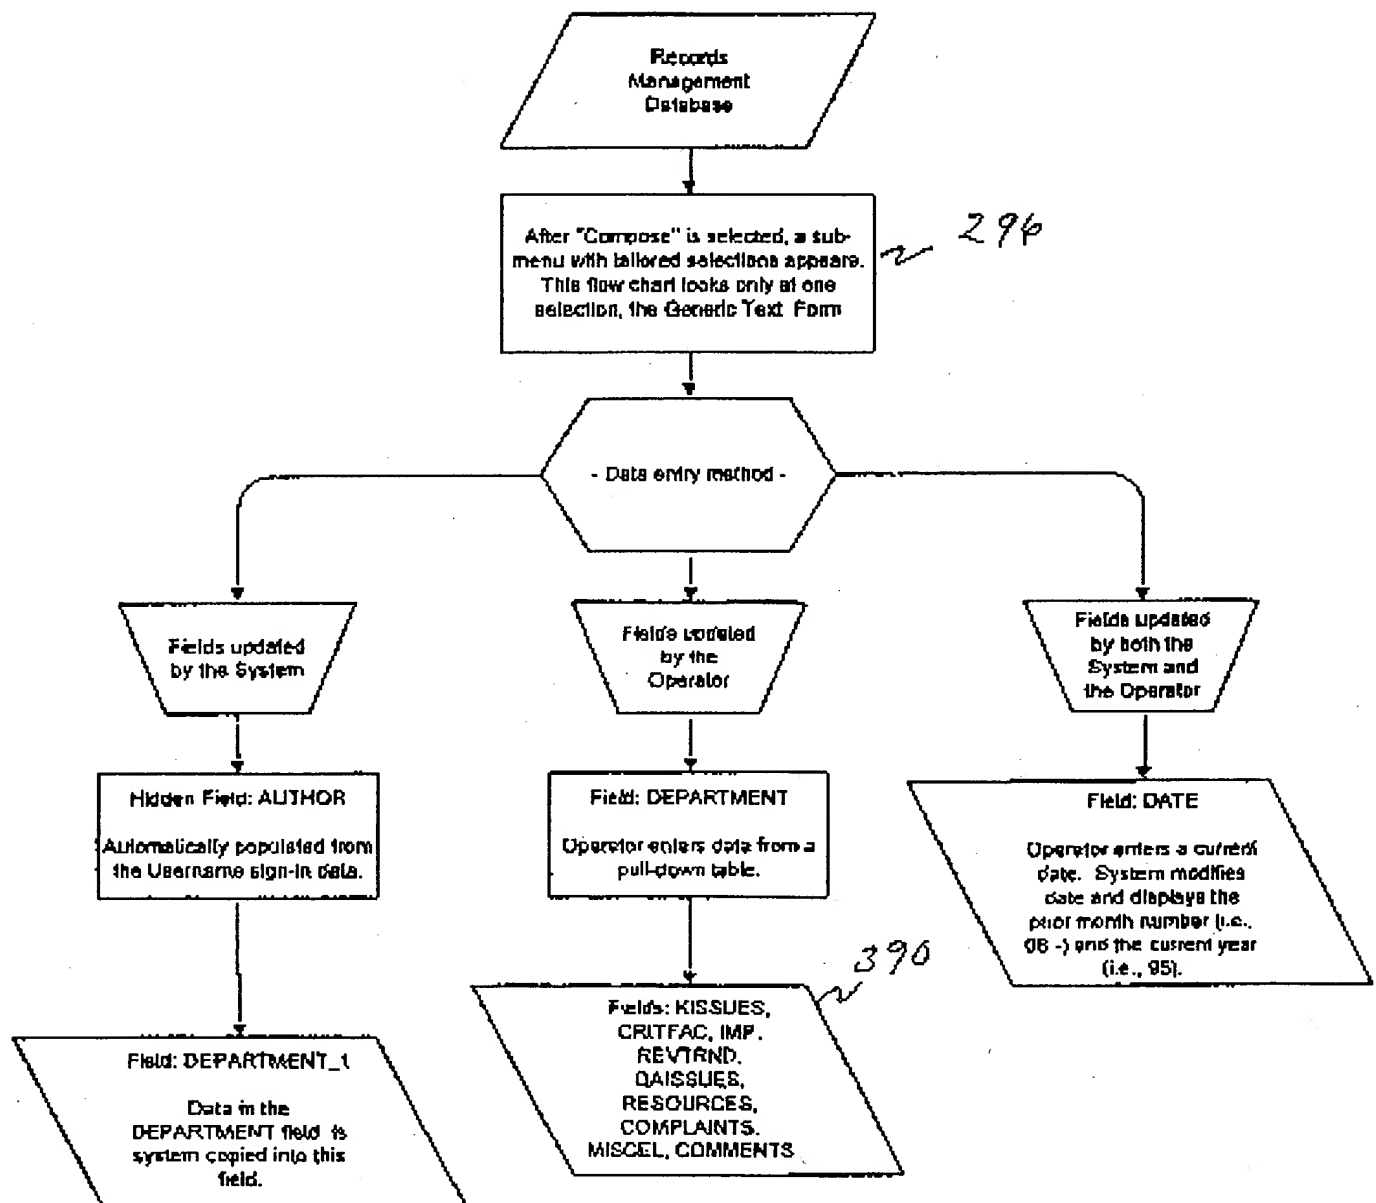 Records
Management
Database
After "Compose" is selected, a sub-
menu with tailored selections appears.
This flow chart looks only at one
selection, the Generic Text Form
296
- Data entry method -
Fields updated
by the System
Fields updated
by the
Operator
Fields updated
by both the
System and
the Operator
Hidden Field: AUTHOR
Automatically populated from
the Username sign-in data.
Field: DEPARTMENT
Operator enters data from a
pull-down table.
Field: DATE
Operator enters a current
date. System modifies
date and displays the
prior month number (i.e.,
06 -) and the current year
(i.e., 95).
390
Field: DEPARTMENT_1
Data in the
DEPARTMENT field is
system copied into this
field.
Fields: KISSUES,
CRITFAC, IMP.
REVTRND.
QAISSUES,
RESOURCES,
COMPLAINTS.
MISCEL, COMMENTS